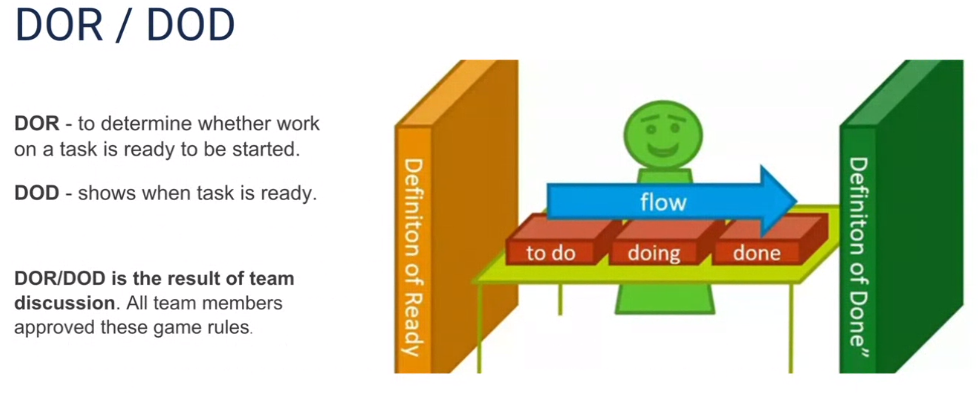 DOR / DOD
DOR - to determine whether work
on a task is ready to be started.
DOD - shows when task is ready.
DOR/DOD is the result of team
discussion. All team members
approved these game rules.
Definiton of Ready
flow
to do
doing
done
Definiton of Done”